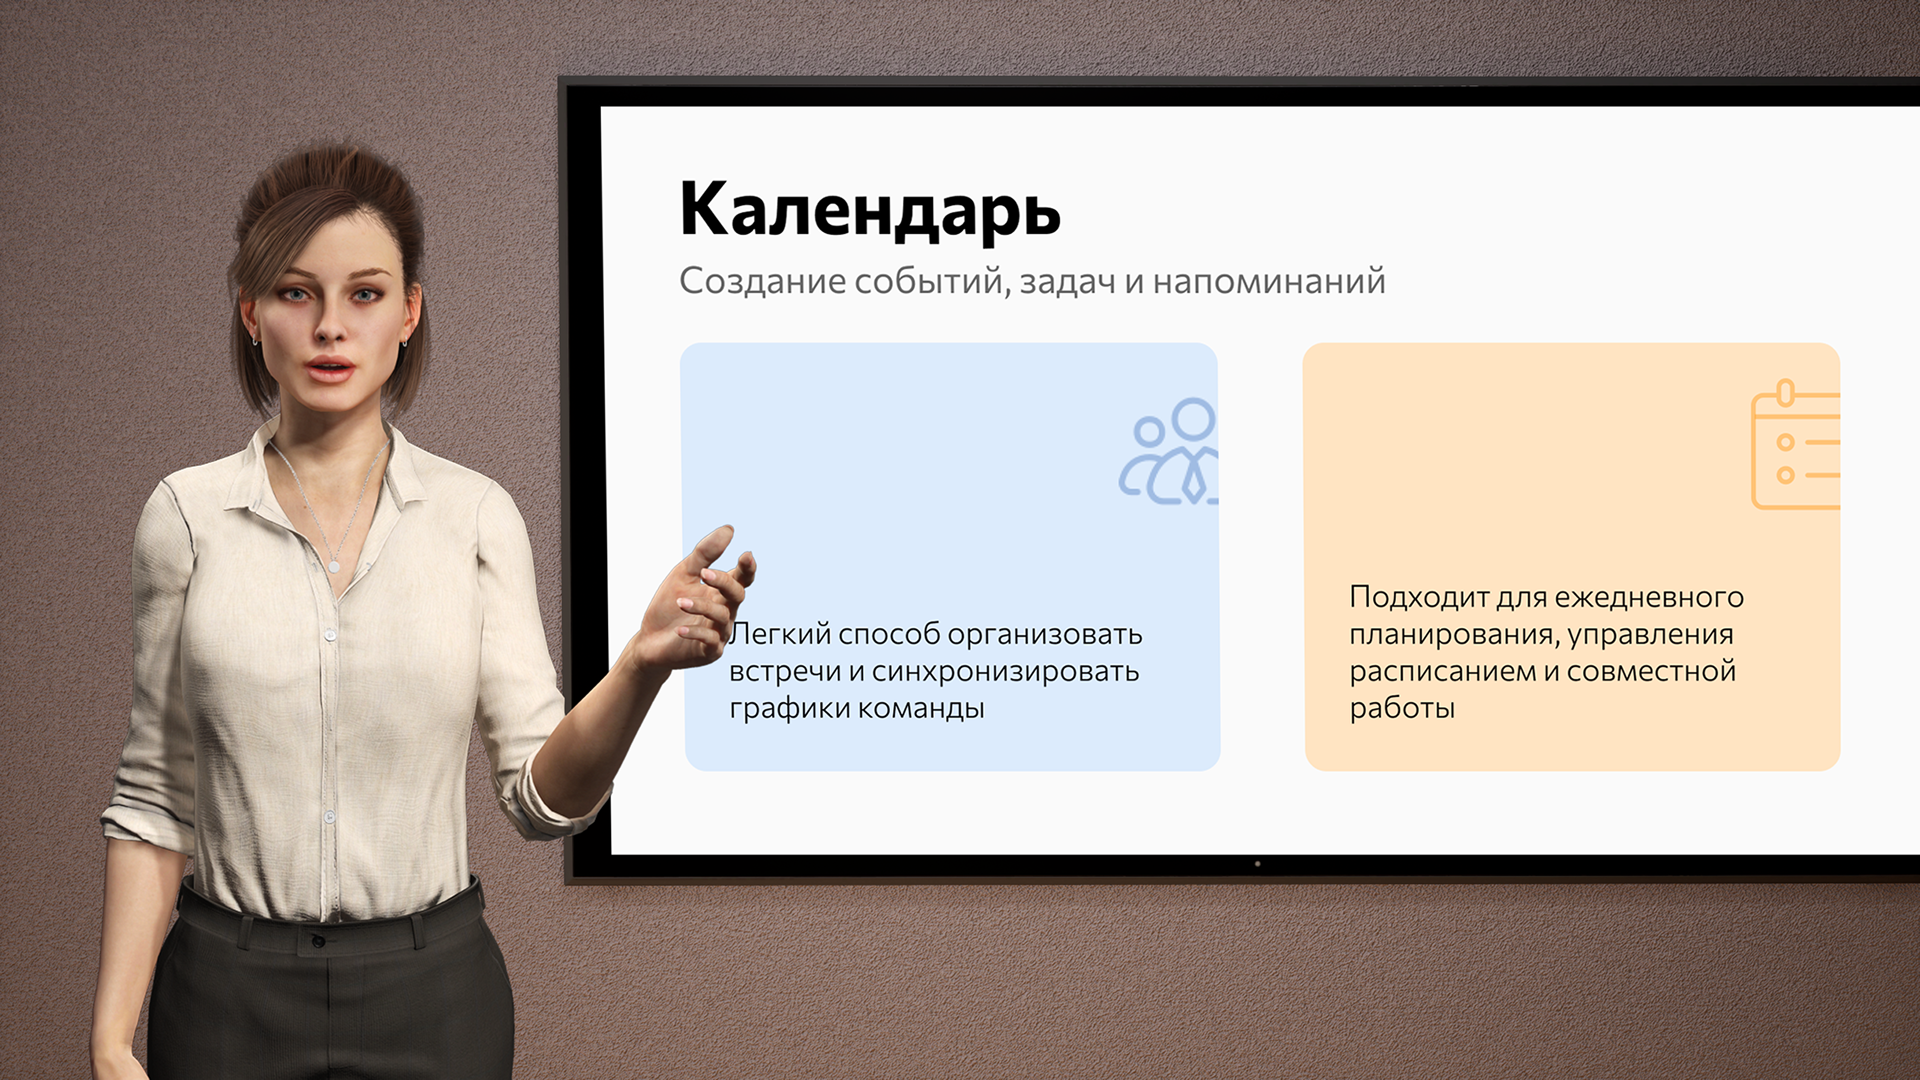 Календарь
Создание событий, задач и напоминаний
Легкий способ организовать
встречи и синхронизировать
графики команды
Подходит для ежедневного
планирования, управления
расписанием и совместной
работы